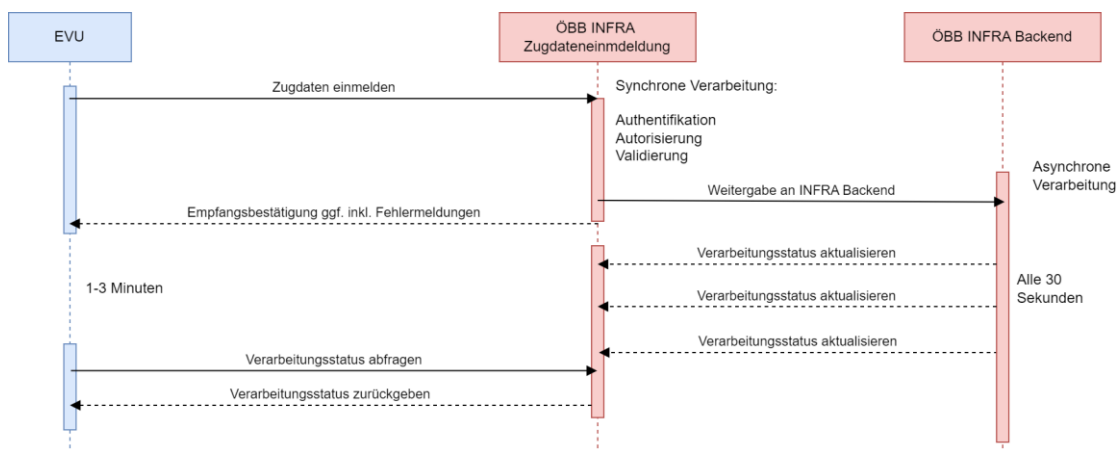 EVU
ÖBB INFRA
Zugdateneinmdeldung
ÖBB INFRA Backend
Zugdaten einmelden
Synchrone Verarbeitung:
Authentifikation
Autorisierung
Validierung
Asynchrone
Verarbeitung
Weitergabe an INFRA Backend
Empfangsbestätigung ggf. inkl. Fehlermeldungen
Verarbeitungsstatus aktualisieren
1-3 Minuten
Alle 30
Sekunden
Verarbeitungsstatus aktualisieren
Verarbeitungsstatus aktualisieren
Verarbeitungsstatus abfragen
Verarbeitungsstatus zurückgeben